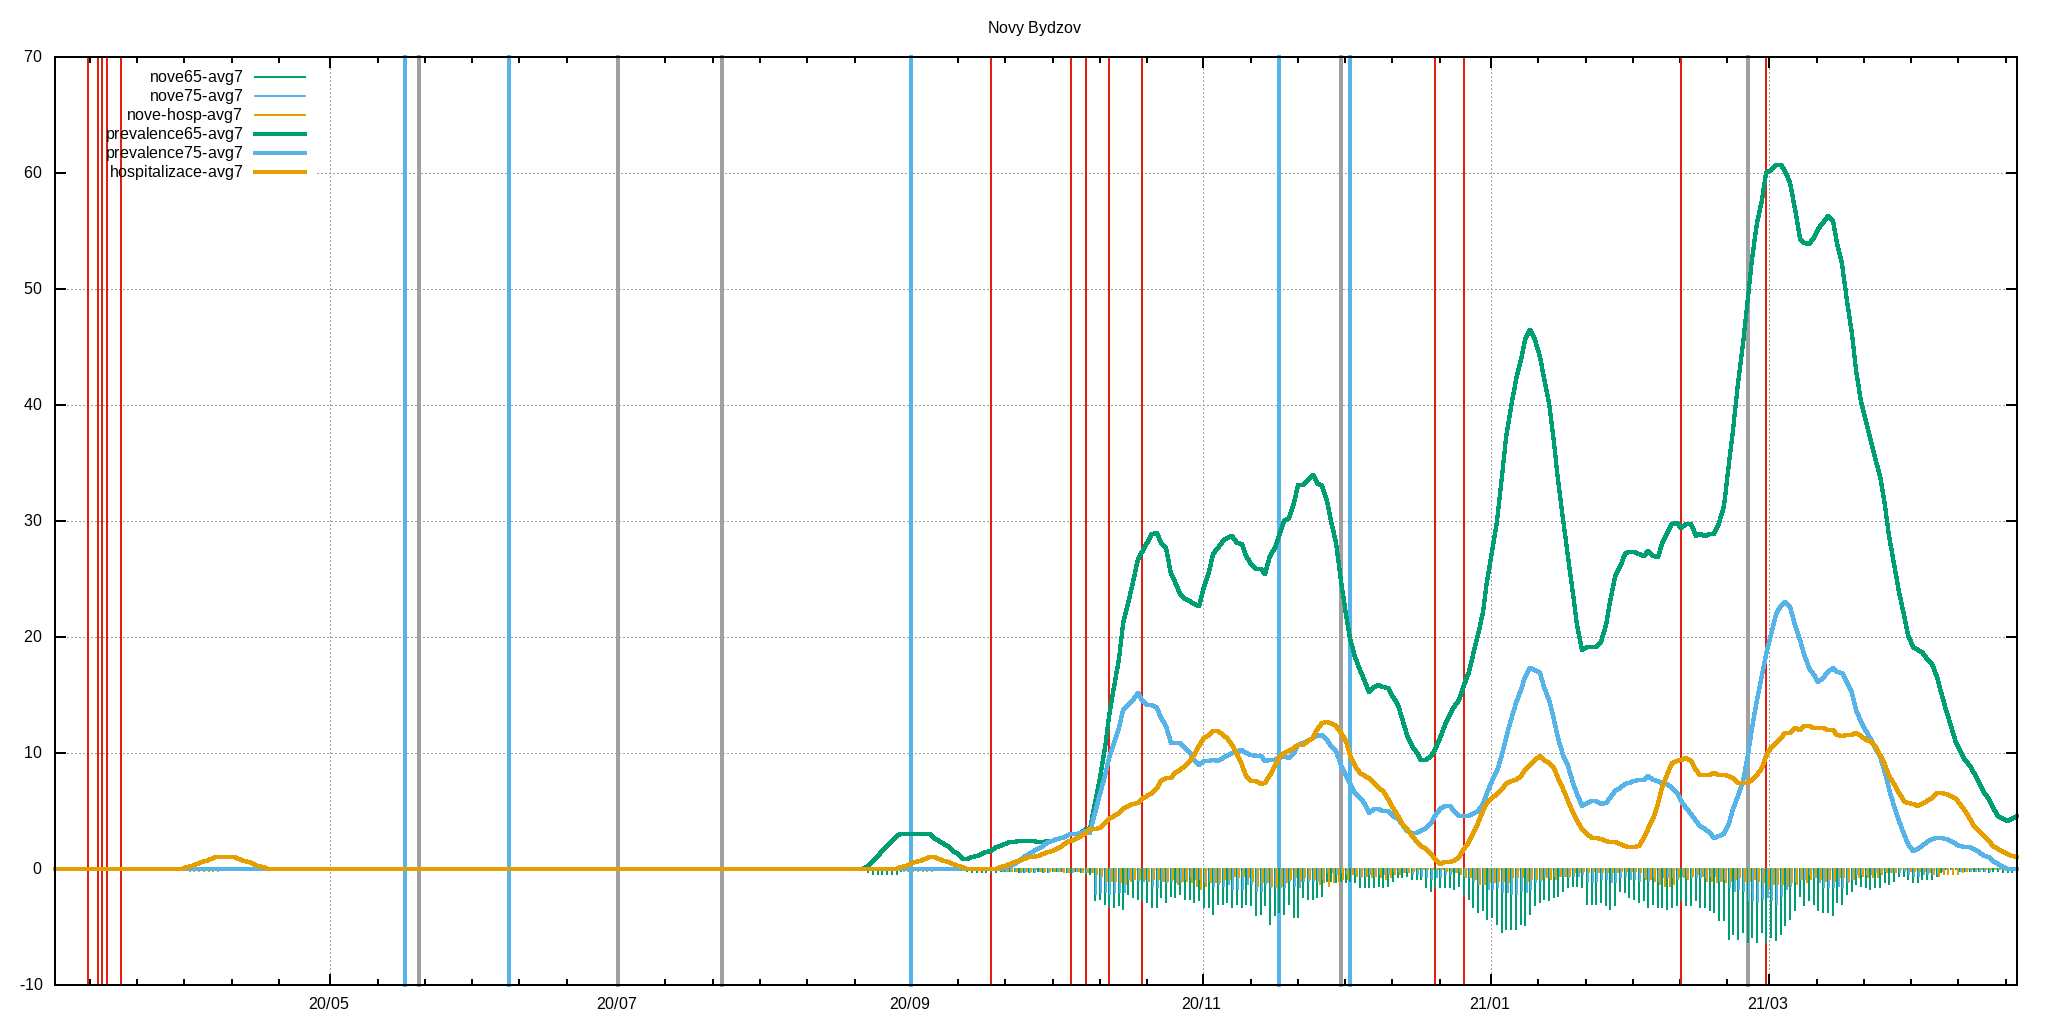 Novy Bydzov
70
60
50
40
30
20
10
0
-10
nove65-avg7
nove75-avg7
nove-hosp-avg7
prevalence65-avg7
prevalence75-avg7
hospitalizace-avg7
20/05 20/07 20/09 20/11 21/01 21/03